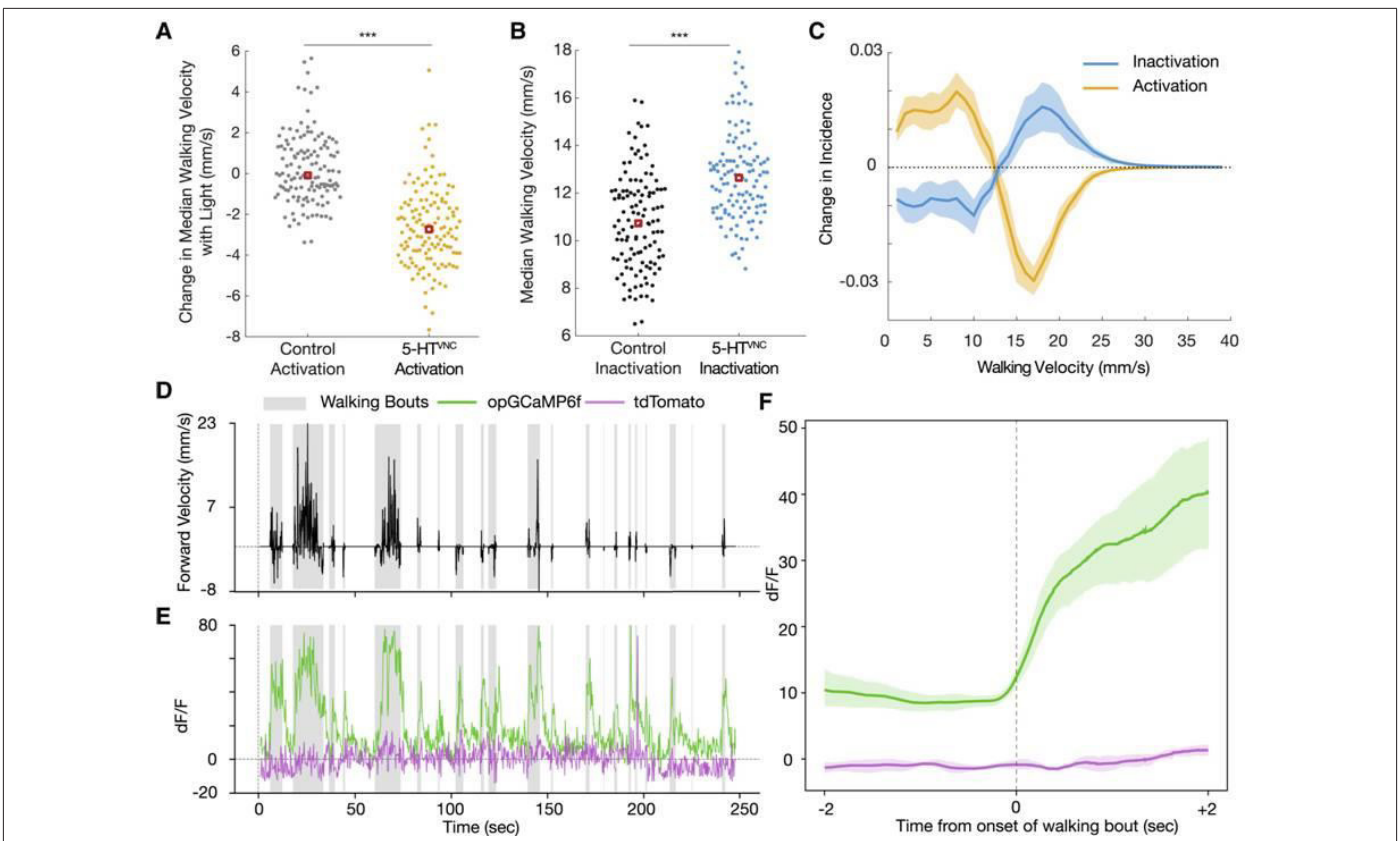 A
***
Change in Median Walking Velocity
with Light (mm/s)
6
4
2
0
-2
-4
-6
-8
Control
Activation
5-HTVNC
Activation
B
***
Median Walking Velocity (mm/s)
18
16
14
12
10
8
6
Control
Inactivation
5-HTVNC
Inactivation
C
Inactivation
Activation
Change in Incidence
0.03
0
-0.03
0 5 10 15 20 25 30 35 40
Walking Velocity (mm/s)
D
Walking Bouts opGCaMP6f tdTomato
Forward Velocity (mm/s)
23
7
-8
E
dF/F
80
0
-20
0 50 100 150 200 250
Time (sec)
F
dF/F
50
40
30
20
10
0
-2 0 +2
Time from onset of walking bout (sec)